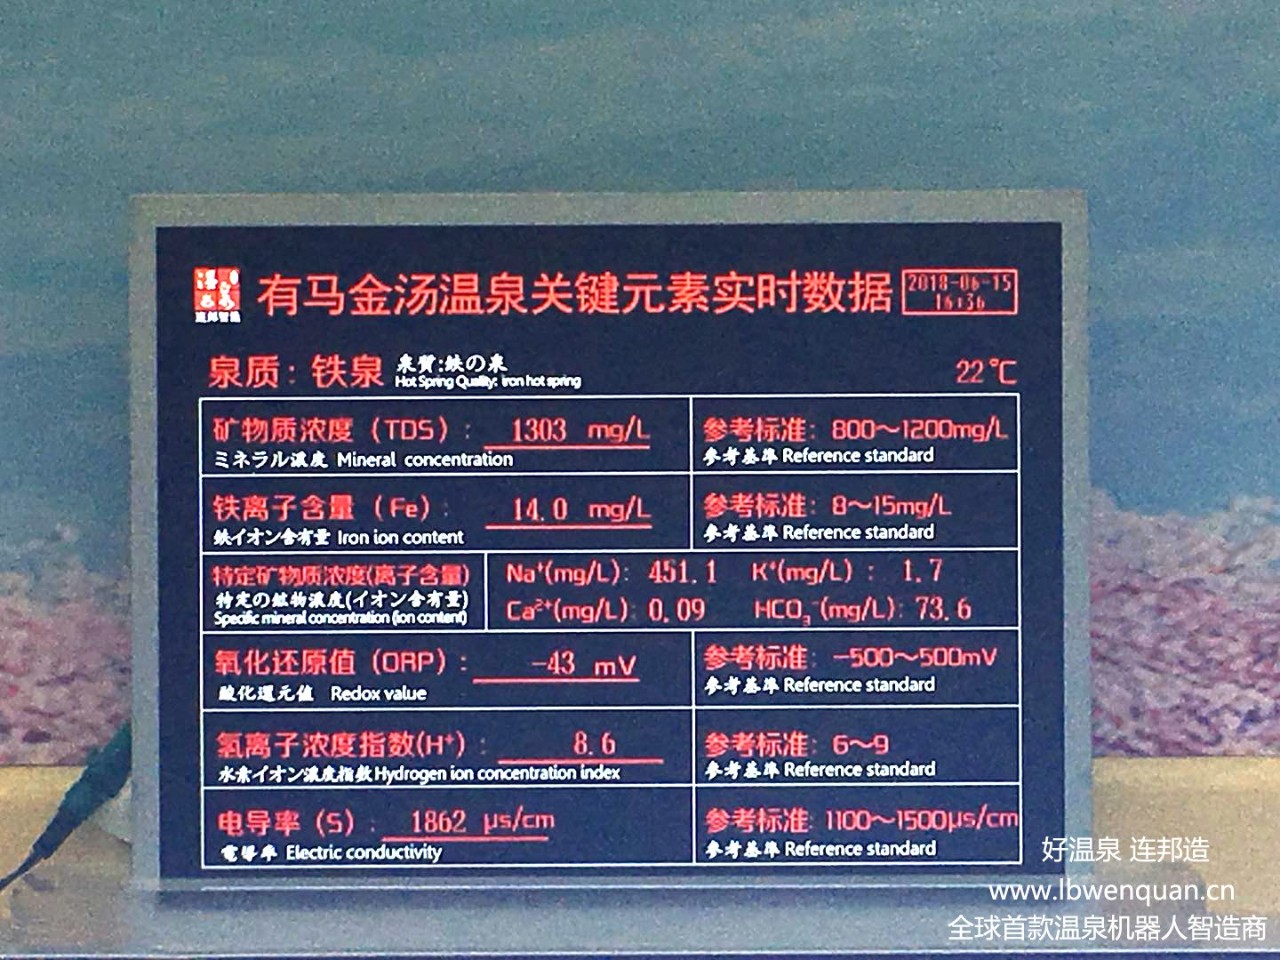 有马金汤温泉关键元素实时数据
2018-06-15
16:36
泉质：铁泉
泉質:鉄の泉
Hot Spring Quality: iron hot spring
22℃
矿物质浓度（TDS）： 1303 mg/L
ミネラル濃度 Mineral concentration
参考标准：800～1200mg/L
参考基準 Reference standard
铁离子含量（Fe）： 14.0 mg/L
鉄イオン含有量 Iron ion content
参考标准：8～15mg/L
参考基準 Reference standard
特定矿物质浓度(离子含量)
特定の鉱物濃度(イオン含有量)
Specific mineral concentration (ion content)
Na⁺(mg/L)：451.1 K⁺(mg/L)：1.7
Ca²⁺(mg/L)：0.09 HCO₃⁻(mg/L)：73.6
氧化还原值（ORP）： -43 mV
酸化還元値 Redox value
参考标准：-500～500mV
参考基準 Reference standard
氢离子浓度指数(H⁺)： 8.6
水素イオン濃度指数 Hydrogen ion concentration index
参考标准：6～9
参考基準 Reference standard
电导率（S）： 1862 μs/cm
電導率 Electric conductivity
参考标准：1100～1500μs/cm
参考基準 Reference standard
好温泉 连邦造
www.lbwenquan.cn
全球首款温泉机器人智造商